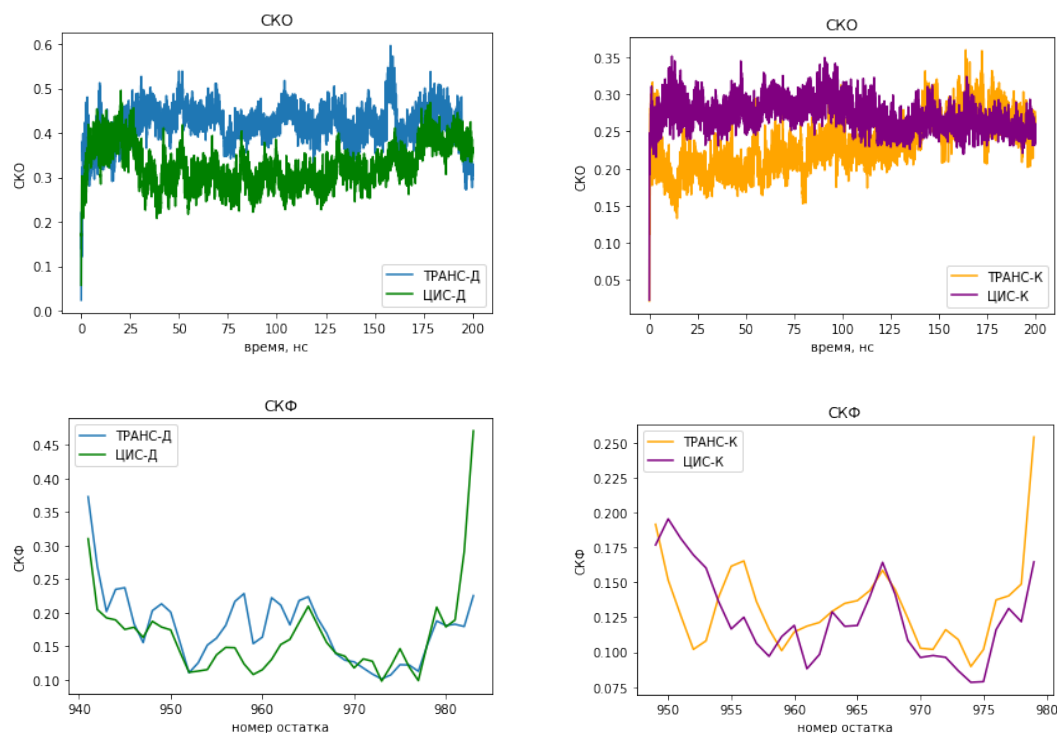 СКО
0.6
0.5
0.4
0.3
0.2
0.1
0.0
СКО
ТРАНС-Д
ЦИС-Д
0 25 50 75 100 125 150 175 200
время, нс
СКО
0.35
0.30
0.25
0.20
0.15
0.10
0.05
СКО
ТРАНС-К
ЦИС-К
0 25 50 75 100 125 150 175 200
время, нс
СКФ
ТРАНС-Д
ЦИС-Д
0.45
0.40
0.35
0.30
0.25
0.20
0.15
0.10
СКФ
940 950 960 970 980
номер остатка
СКФ
ТРАНС-К
ЦИС-К
0.250
0.225
0.200
0.175
0.150
0.125
0.100
0.075
СКФ
950 955 960 965 970 975 980
номер остатка